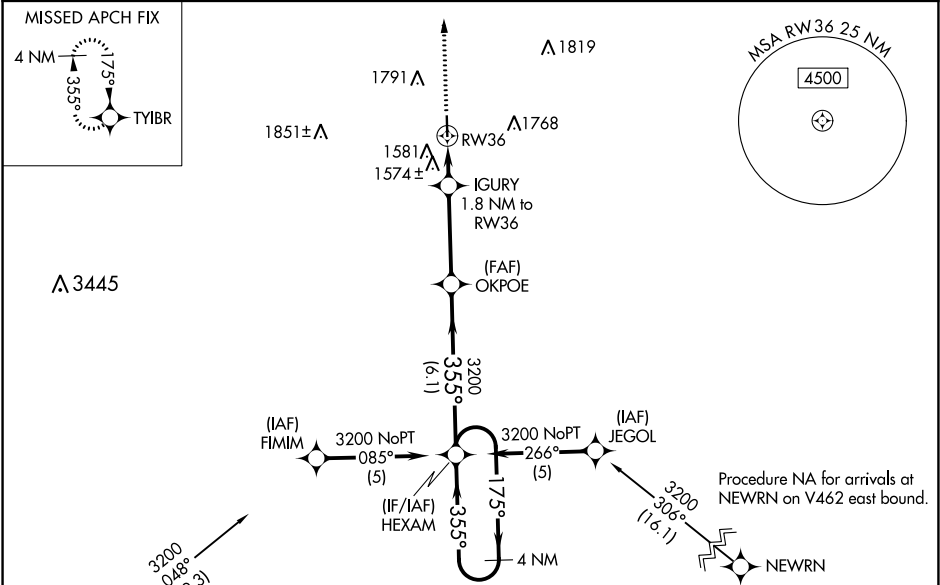 MISSED APCH FIX
4 NM
175°
355°
TYIBR
1819
1791
MSA RW36 25 NM
4500
1851±
1768
RW36
1581
1574±
IGURY
1.8 NM to
RW36
3445
(FAF)
OKPOE
3200
355°
(6.1)
(IAF)
FIMIM
3200 NoPT
085°
(5)
3200 NoPT
266°
(5)
(IAF)
JEGOL
(IF/IAF)
HEXAM
355°
175°
4 NM
Procedure NA for arrivals at
NEWRN on V462 east bound.
3200
306°
(16.1)
NEWRN
3200
048°